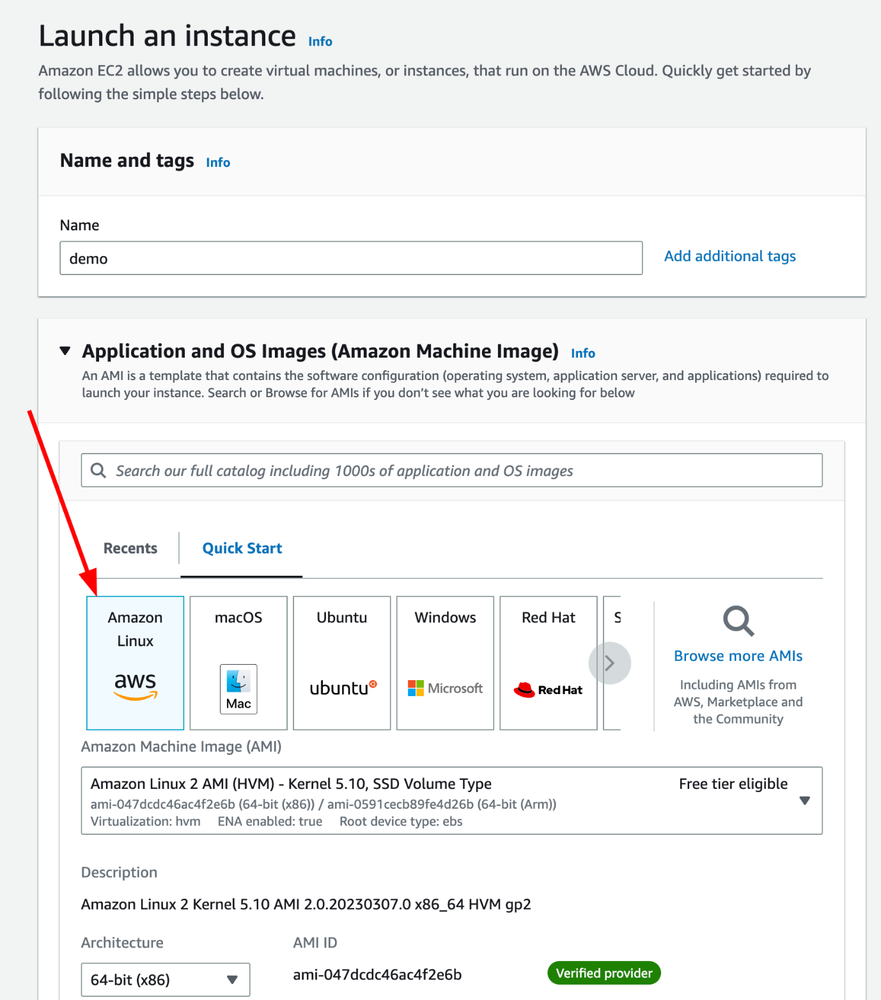 Launch an instance Info
Amazon EC2 allows you to create virtual machines, or instances, that run on the AWS Cloud. Quickly get started by
following the simple steps below.
Name and tags Info
Name
demo
Add additional tags
Application and OS Images (Amazon Machine Image) Info
An AMI is a template that contains the software configuration (operating system, application server, and applications) required to
launch your instance. Search or Browse for AMIs if you don’t see what you are looking for below
Search our full catalog including 1000s of application and OS images
Recents
Quick Start
Amazon
Linux
aws
macOS
Mac
Ubuntu
ubuntu
Windows
Microsoft
Red Hat
Red Hat
S
Browse more AMIs
Including AMIs from
AWS, Marketplace and
the Community
Amazon Machine Image (AMI)
Amazon Linux 2 AMI (HVM) - Kernel 5.10, SSD Volume Type
Free tier eligible
ami-047dcdc46ac4f2e6b (64-bit (x86)) / ami-0591cecb89fe4d26b (64-bit (Arm))
Virtualization: hvm ENA enabled: true Root device type: ebs
Description
Amazon Linux 2 Kernel 5.10 AMI 2.0.20230307.0 x86_64 HVM gp2
Architecture
AMI ID
64-bit (x86)
ami-047dcdc46ac4f2e6b
Verified provider